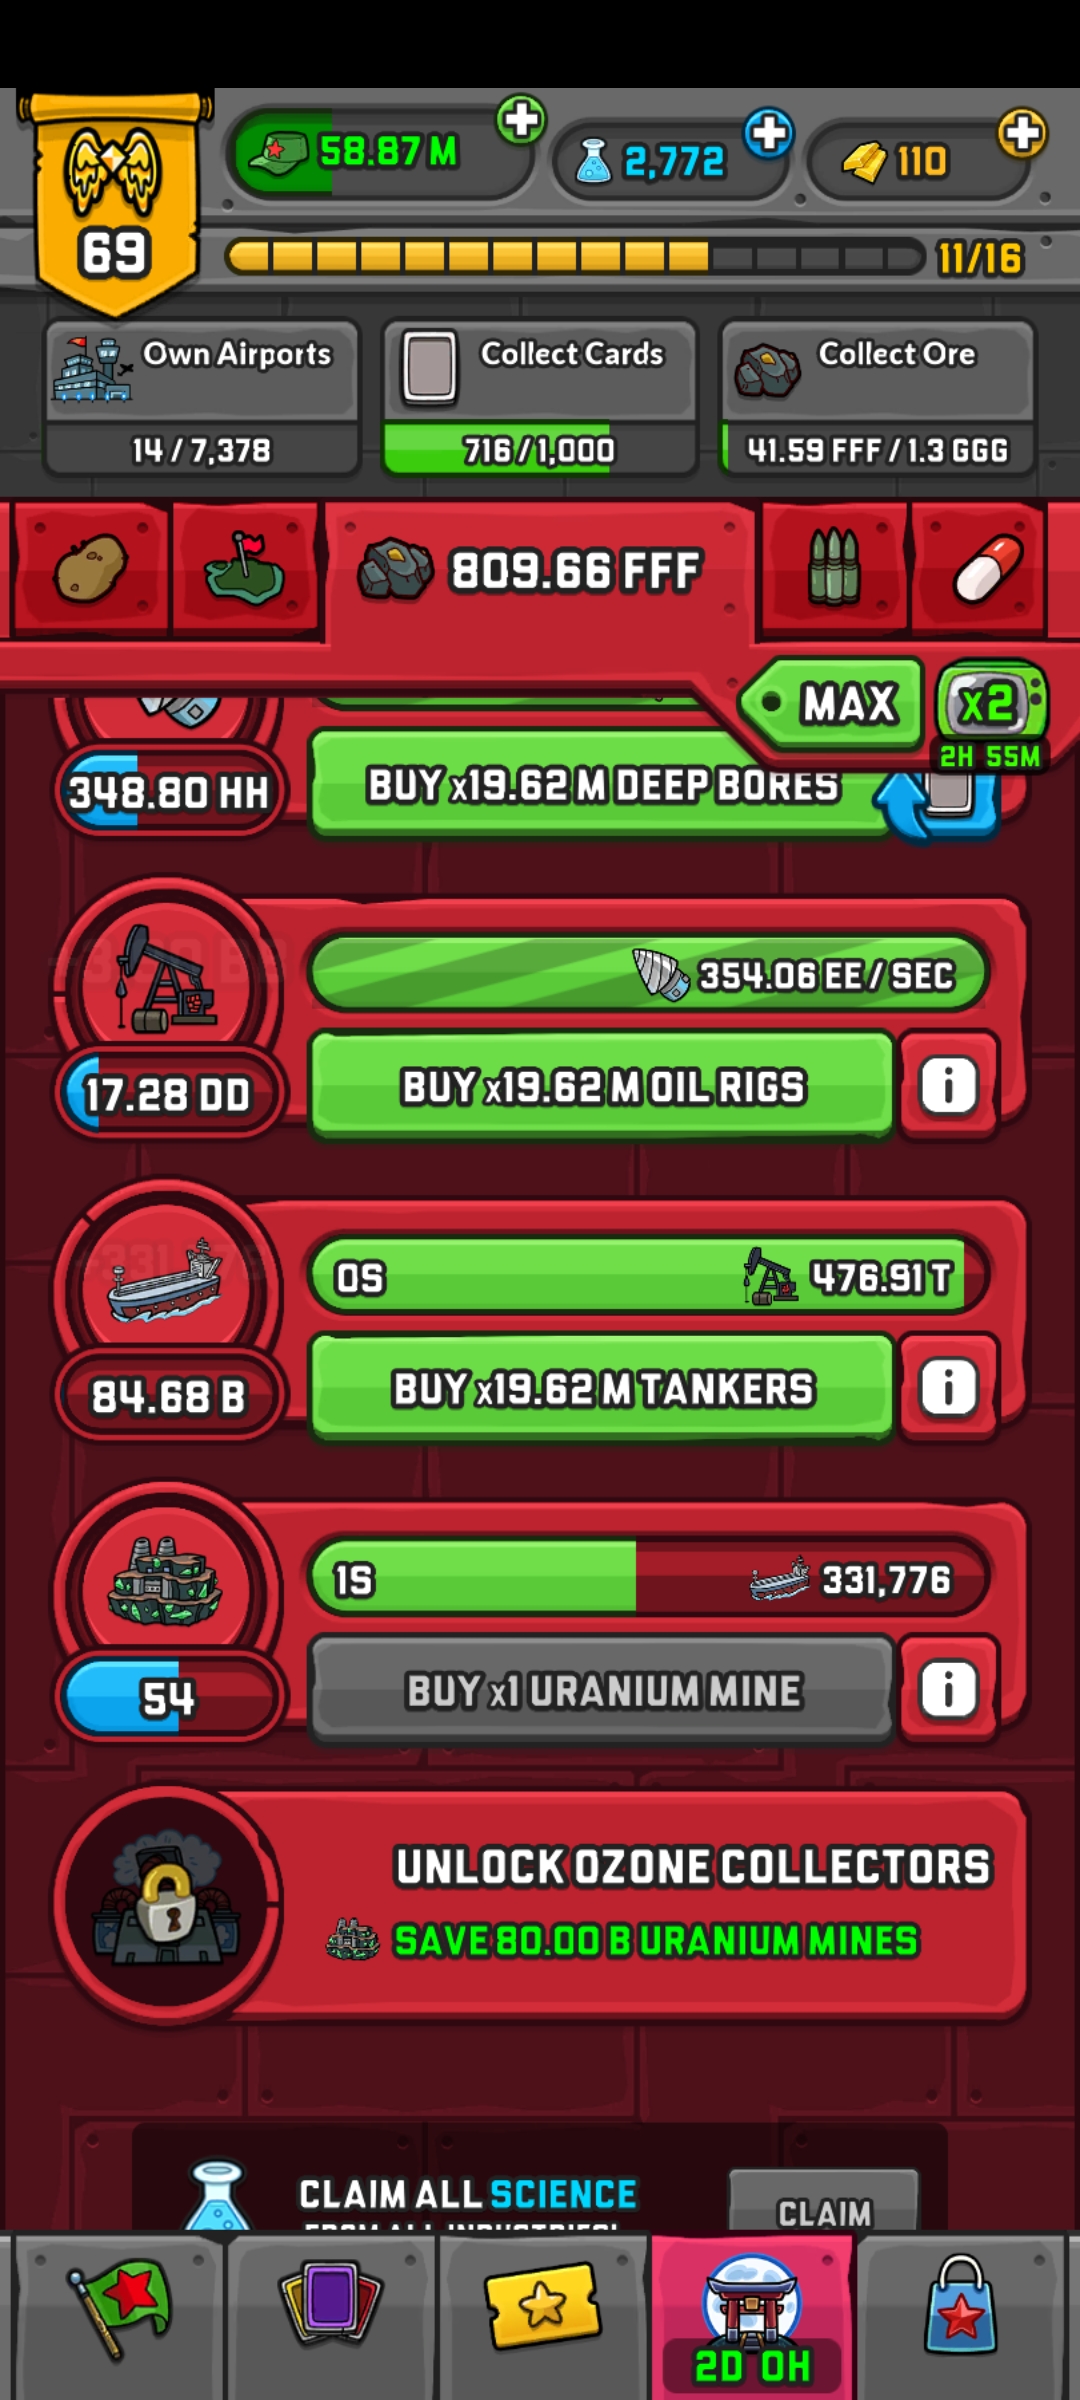 58.87 M
2,772
110
69
11/16
Own Airports
14 / 7,378
Collect Cards
716 / 1,000
Collect Ore
41.59 FFF / 1.3 GGG
809.66 FFF
MAX
x2
2H 55M
348.80 HH
BUY x19.62 M DEEP BORES
354.06 EE / SEC
17.28 DD
BUY x19.62 M OIL RIGS
i
0S
476.91 T
84.68 B
BUY x19.62 M TANKERS
i
1S
331,776
54
BUY x1 URANIUM MINE
i
UNLOCK OZONE COLLECTORS
SAVE 80.00 B URANIUM MINES
CLAIM ALL SCIENCE
FROM ALL INDUSTRIES!
CLAIM
2D 0H